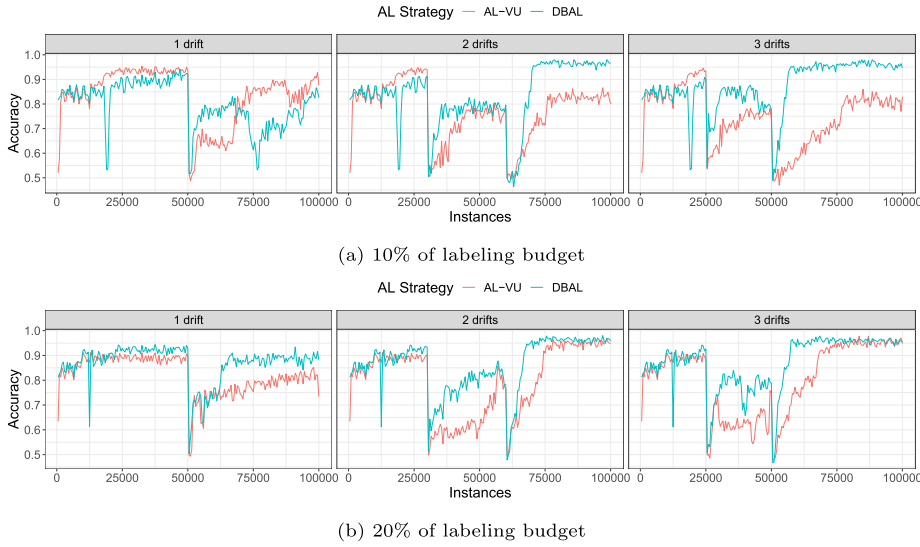 AL Strategy AL-VU DBAL
1 drift 2 drifts 3 drifts
1.0
0.9
0.8
0.7
0.6
0.5
Accuracy
0 25000 50000 75000 100000 0 25000 50000 75000 100000 0 25000 50000 75000 100000
Instances
(a) 10% of labeling budget
AL Strategy AL-VU DBAL
1 drift 2 drifts 3 drifts
1.0
0.9
0.8
0.7
0.6
0.5
Accuracy
0 25000 50000 75000 100000 0 25000 50000 75000 100000 0 25000 50000 75000 100000
Instances
(b) 20% of labeling budget